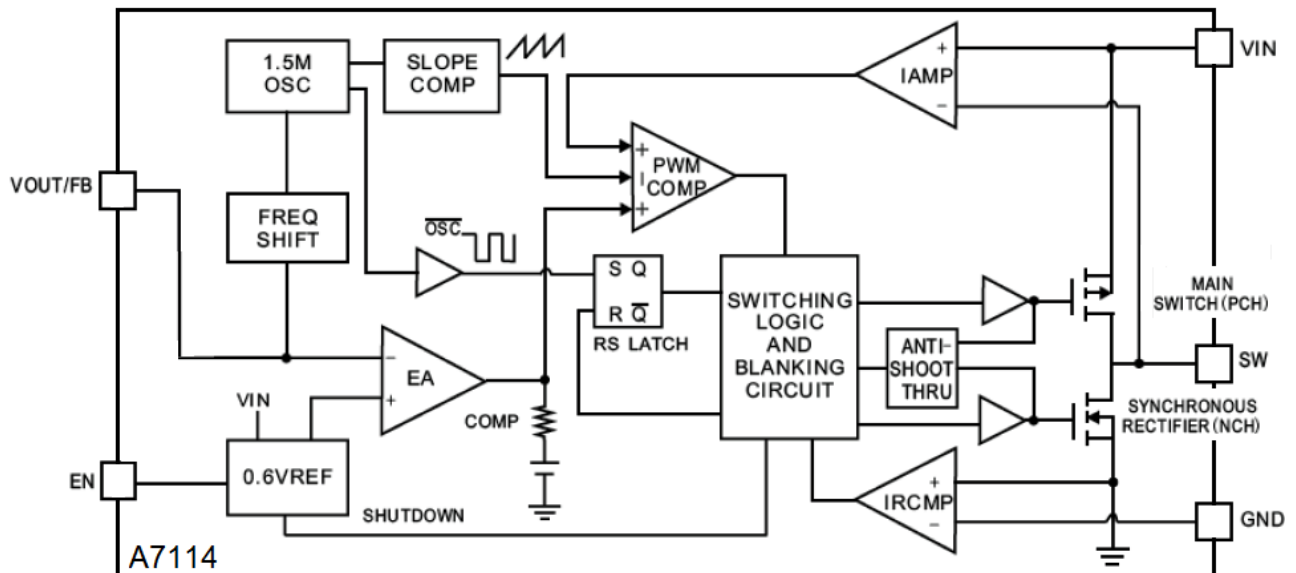 1.5M
OSC
SLOPE
COMP
+
IAMP
−
VIN
VOUT/FB
FREQ
SHIFT
+
PWM
I
COMP
+
OSC
S Q
R Q
RS LATCH
SWITCHING
LOGIC
AND
BLANKING
CIRCUIT
ANTI-
SHOOT
THRU
MAIN
SWITCH(PCH)
SW
SYNCHRONOUS
RECTIFIER(NCH)
−
EA
+
COMP
VIN
EN
0.6VREF
SHUTDOWN
+
IRCMP
−
GND
A7114